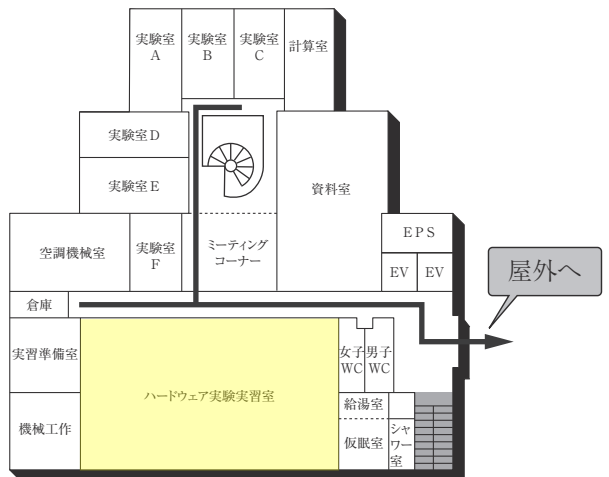 実験室
A
実験室
B
実験室
C
計算室
実験室D
実験室E
資料室
空調機械室
実験室
F
ミーティング
コーナー
EPS
EV
EV
屋外へ
倉庫
実習準備室
ハードウェア実験実習室
女子
WC
男子
WC
機械工作
給湯室
仮眠室
シャ
ワー
室